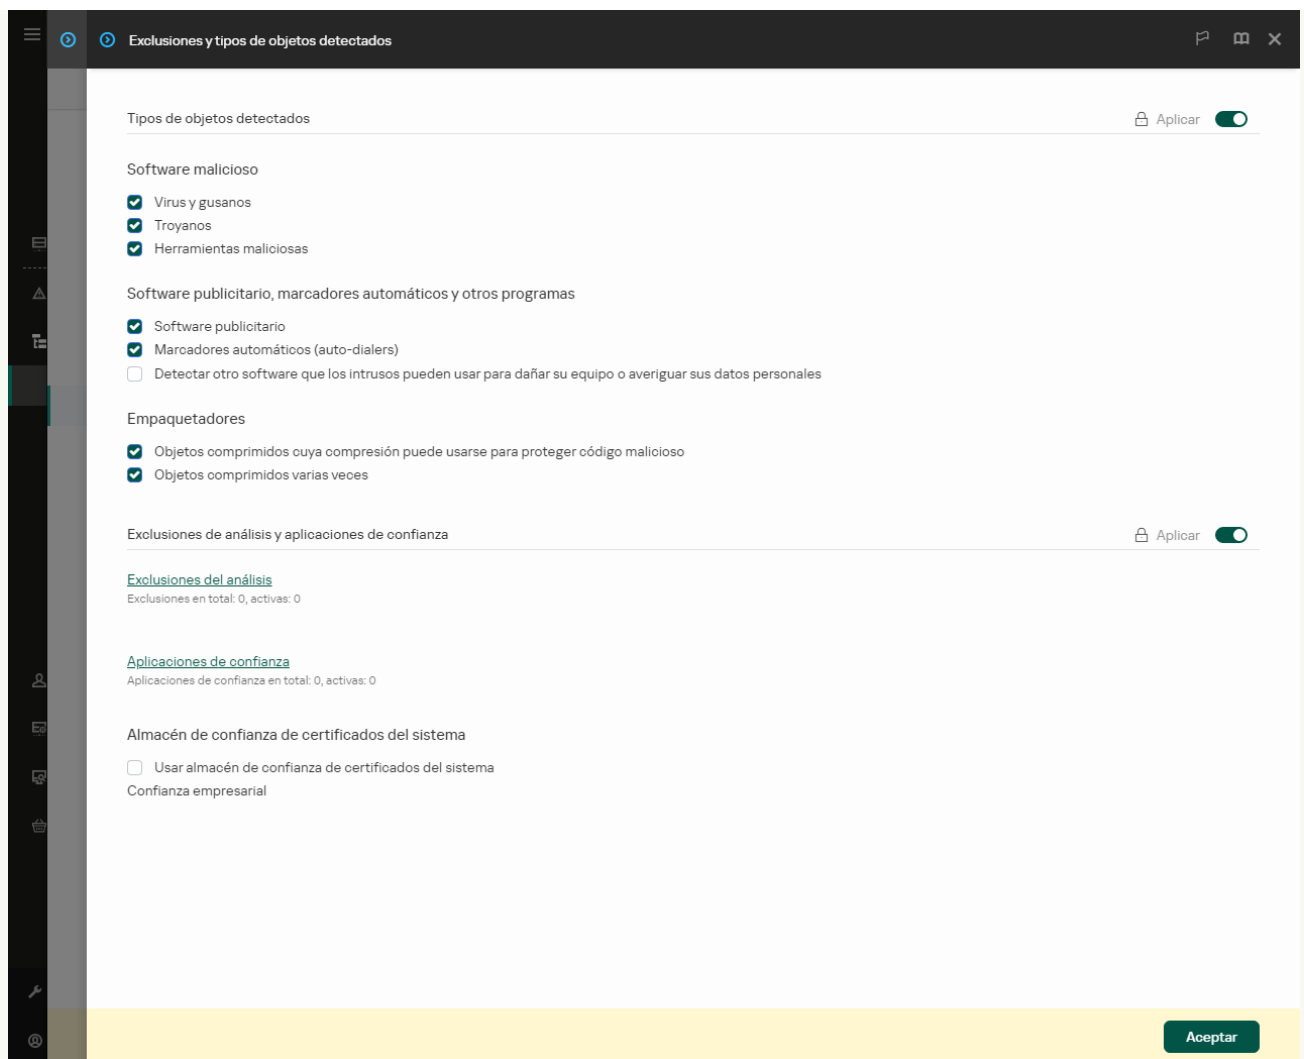 Exclusiones y tipos de objetos detectados
Tipos de objetos detectados
Aplicar
Software malicioso
Virus y gusanos
Troyanos
Herramientas maliciosas
Software publicitario, marcadores automáticos y otros programas
Software publicitario
Marcadores automáticos (auto-dialers)
Detectar otro software que los intrusos pueden usar para dañar su equipo o averiguar sus datos personales
Empaquetadores
Objetos comprimidos cuya compresión puede usarse para proteger código malicioso
Objetos comprimidos varias veces
Exclusiones de análisis y aplicaciones de confianza
Aplicar
Exclusiones del análisis
Exclusiones en total: 0, activas: 0
Aplicaciones de confianza
Aplicaciones de confianza en total: 0, activas: 0
Almacén de confianza de certificados del sistema
Usar almacén de confianza de certificados del sistema
Confianza empresarial
Aceptar